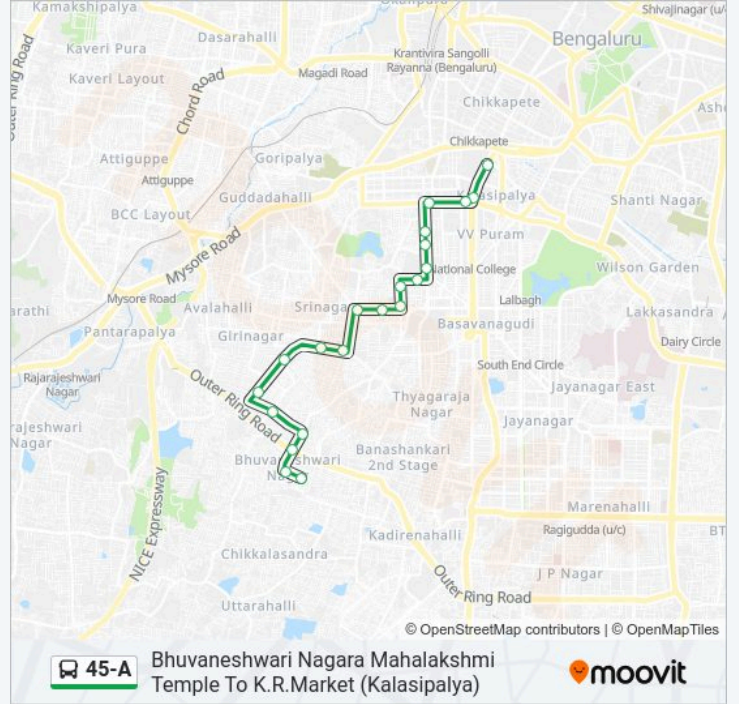 Kamakshipalya
Shivajinagar (u/
Dasarahalli
Bengaluru
Outer Ring Road
Kaveri Pura
Krantivira Sangolli
Rayanna (Bengaluru)
Kaveri Layout
Magadi Road
Chord Road
Chikkapete
Ash
Chikkapete
Attiguppe
Goripalya
Attiguppe
Guddadahalli
Kalasipalya
Shanti Nagar
BCC Layout
VV Puram
Mysore Road
National College
Wilson Garden
Mysore Road
Avalahalli
Srinaga
Lalbagh
Lakkasandra
arathi
Pantarapalya
Girinagar
Basavanagudi
Dairy Circle
South End Circle
Rajarajeshwari
Nagar
Outer Ring Road
Thyagaraja
Nagar
Jayanagar East
rajeshwari
Nagar
Jayanagar
Banashankari
2nd Stage
Bhuvaneshwari
Nagar
NICE Expressway
Marenahalli
Kadirenahalli
Ragigudda (u/c)
BT
Chikkalasandra
J P Nagar
Outer Ring Road
Uttarahalli
© OpenStreetMap contributors | © OpenMapTiles
45-A
Bhuvaneshwari Nagara Mahalakshmi
Temple To K.R.Market (Kalasipalya)
moovit